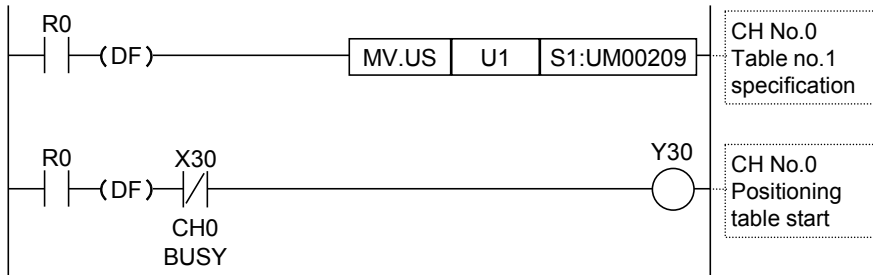 R0
(DF)
MV.US U1 S1:UM00209
CH No.0
Table no.1
specification
R0
(DF)
X30
CH0
BUSY
Y30
CH No.0
Positioning
table start